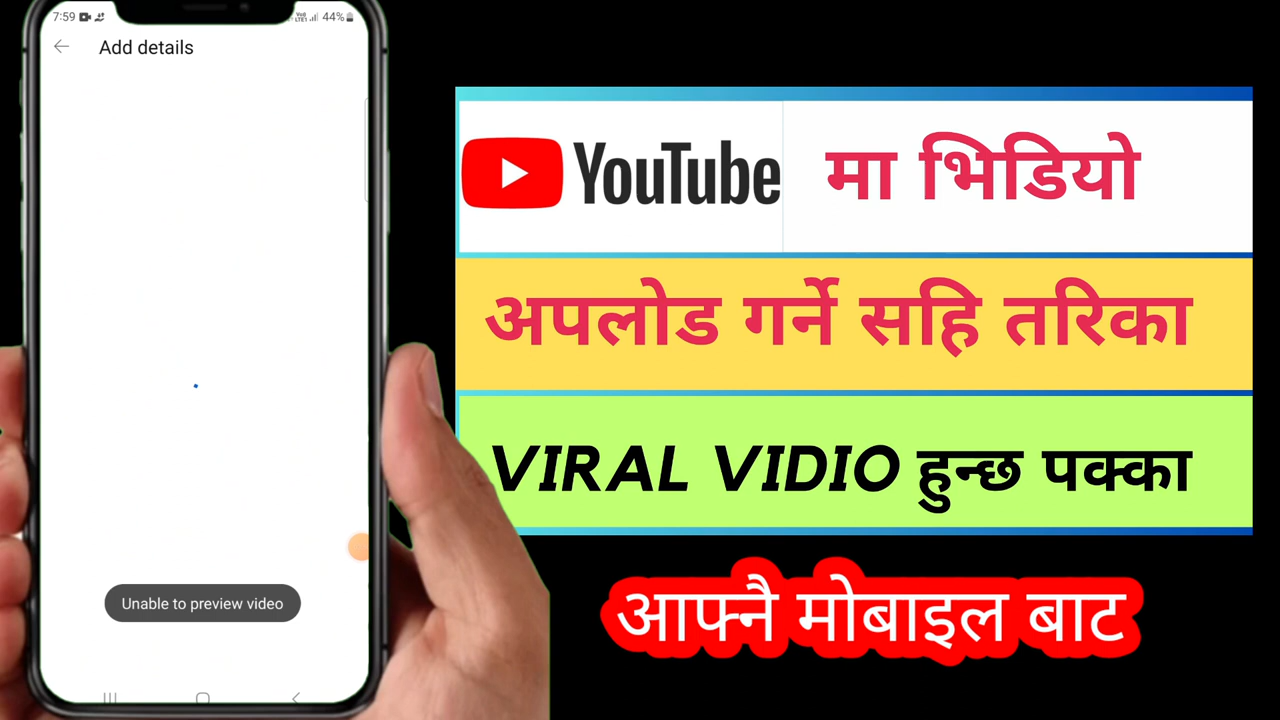 7:59 44%
Add details
Unable to preview video
YouTube मा भिडियो
अपलोड गर्ने सहि तरिका
VIRAL VIDIO हुन्छ पक्का
आफ्नै मोबाइल बाट